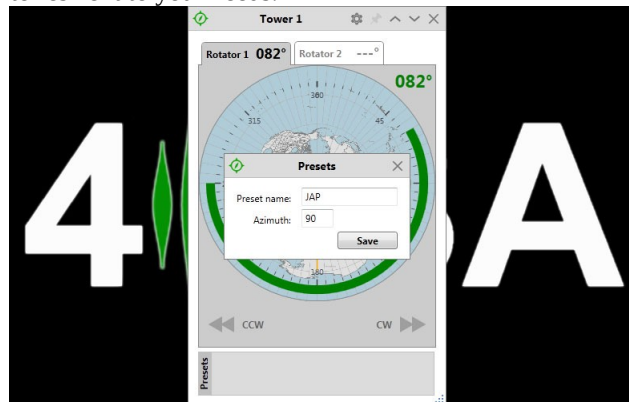 Tower 1
Rotator 1 082°
Rotator 2 ---°
082°
360
315
45
Presets
Preset name: JAP
Azimuth: 90
Save
180
CCW
CW
Presets
4
A